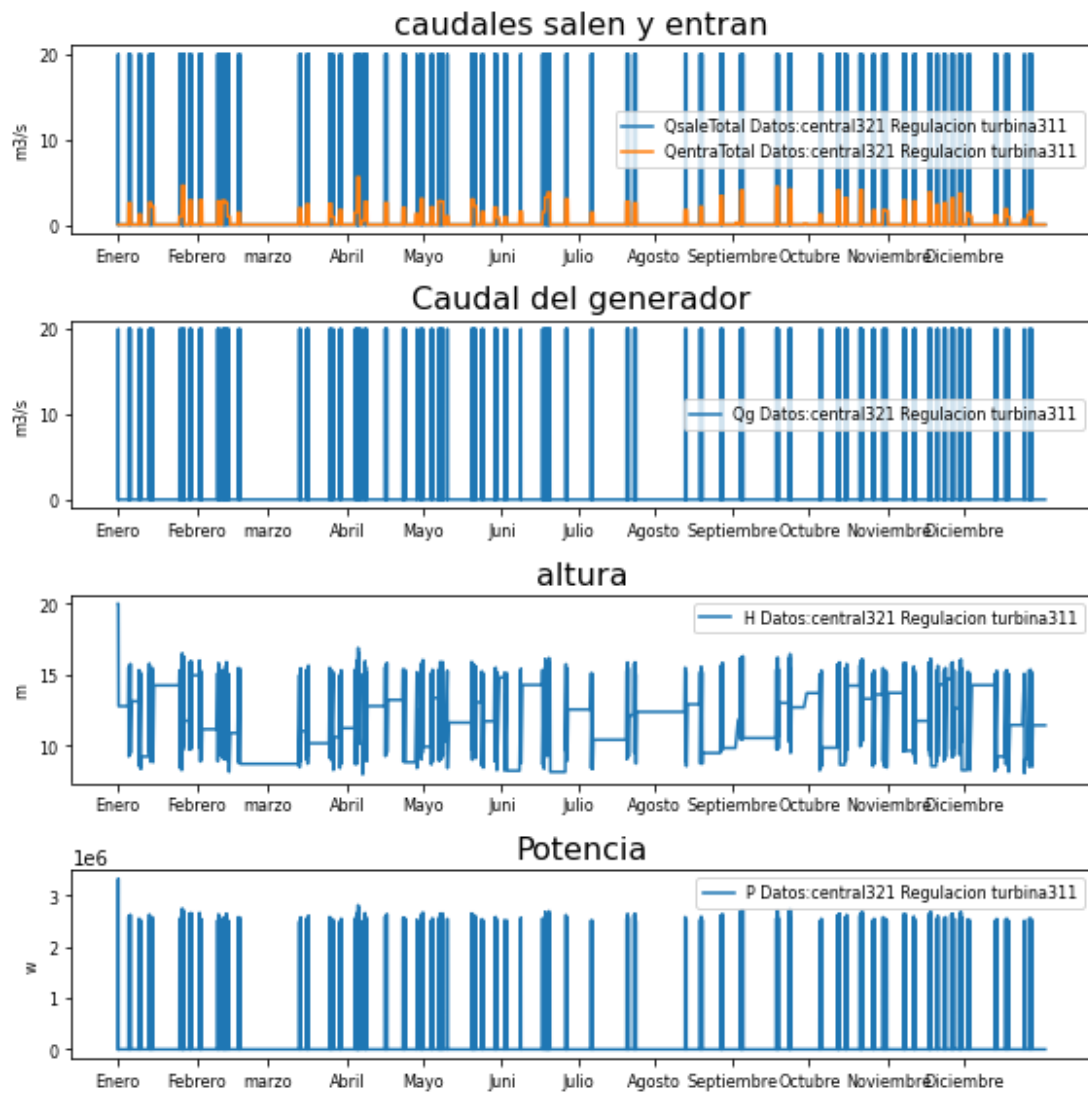 caudales salen y entran
20
10
0
m3/s
QsaleTotal Datos:central321 Regulacion turbina311
QentraTotal Datos:central321 Regulacion turbina311
Enero Febrero marzo Abril Mayo Juni Julio Agosto Septiembre Octubre Noviembre Diciembre
Caudal del generador
20
10
0
m3/s
Qg Datos:central321 Regulacion turbina311
Enero Febrero marzo Abril Mayo Juni Julio Agosto Septiembre Octubre Noviembre Diciembre
altura
20
15
10
m
H Datos:central321 Regulacion turbina311
Enero Febrero marzo Abril Mayo Juni Julio Agosto Septiembre Octubre Noviembre Diciembre
Potencia
1e6
3
2
1
0
w
P Datos:central321 Regulacion turbina311
Enero Febrero marzo Abril Mayo Juni Julio Agosto Septiembre Octubre Noviembre Diciembre